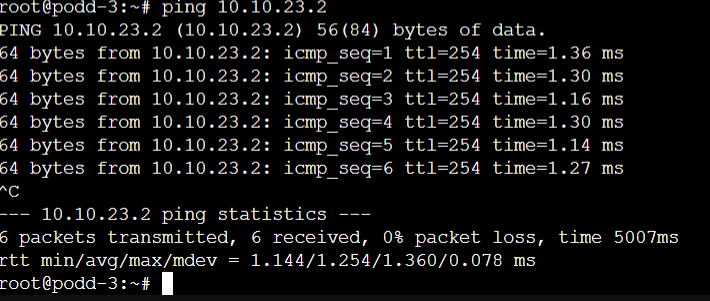 root@podd-3:~# ping 10.10.23.2
PING 10.10.23.2 (10.10.23.2) 56(84) bytes of data.
64 bytes from 10.10.23.2: icmp_seq=1 ttl=254 time=1.36 ms
64 bytes from 10.10.23.2: icmp_seq=2 ttl=254 time=1.30 ms
64 bytes from 10.10.23.2: icmp_seq=3 ttl=254 time=1.16 ms
64 bytes from 10.10.23.2: icmp_seq=4 ttl=254 time=1.30 ms
64 bytes from 10.10.23.2: icmp_seq=5 ttl=254 time=1.14 ms
64 bytes from 10.10.23.2: icmp_seq=6 ttl=254 time=1.27 ms
^C
--- 10.10.23.2 ping statistics ---
6 packets transmitted, 6 received, 0% packet loss, time 5007ms
rtt min/avg/max/mdev = 1.144/1.254/1.360/0.078 ms
root@podd-3:~#